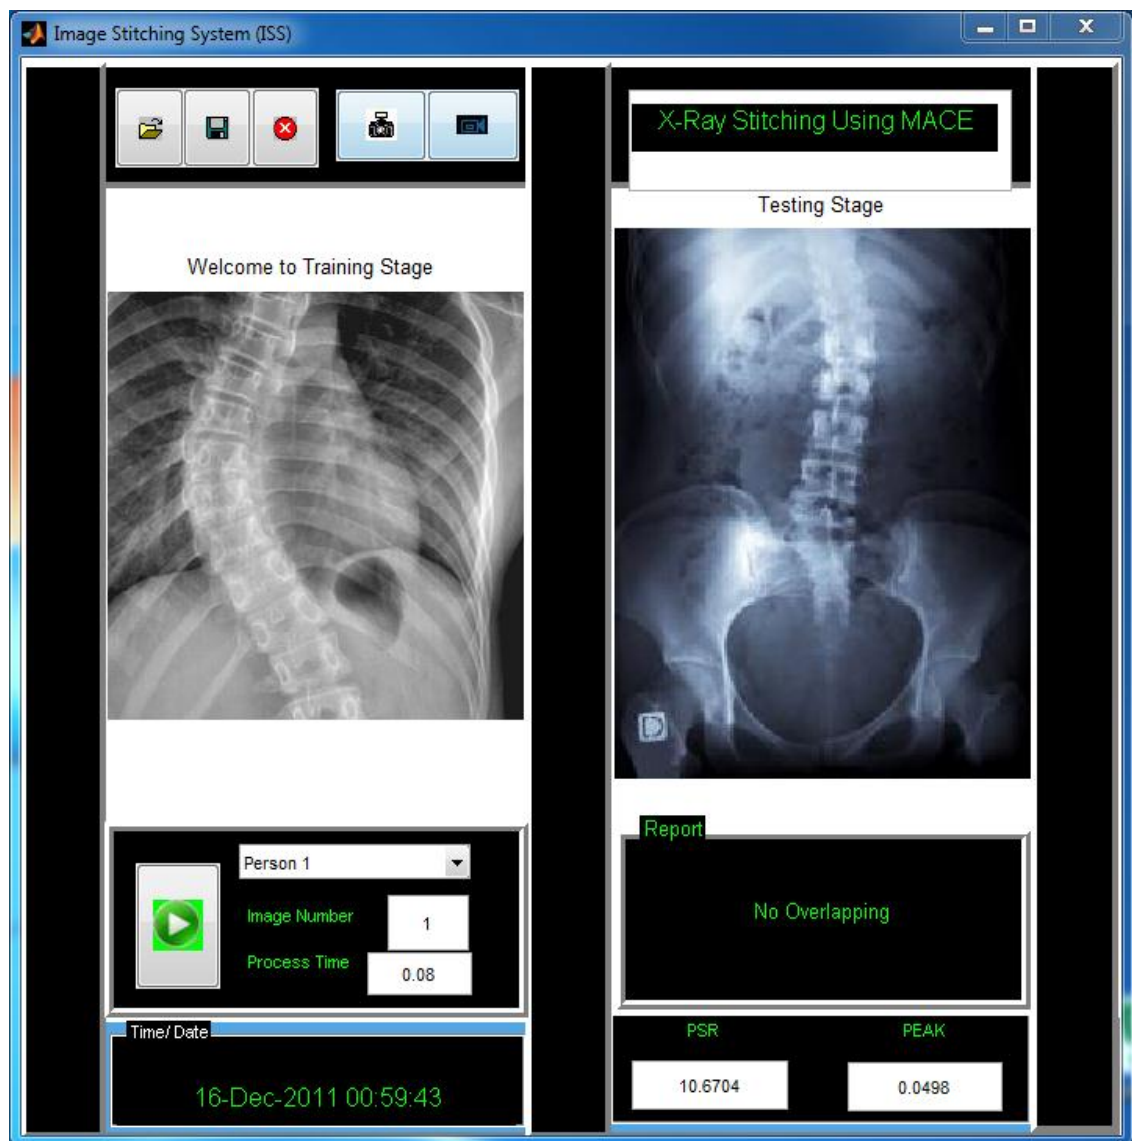 Image Stitching System (ISS)
X-Ray Stitching Using MACE
Testing Stage
Welcome to Training Stage
D
Report
Person 1
Image Number
1
No Overlapping
Process Time
0.08
Time/ Date
16-Dec-2011 00:59:43
PSR
PEAK
10.6704
0.0498